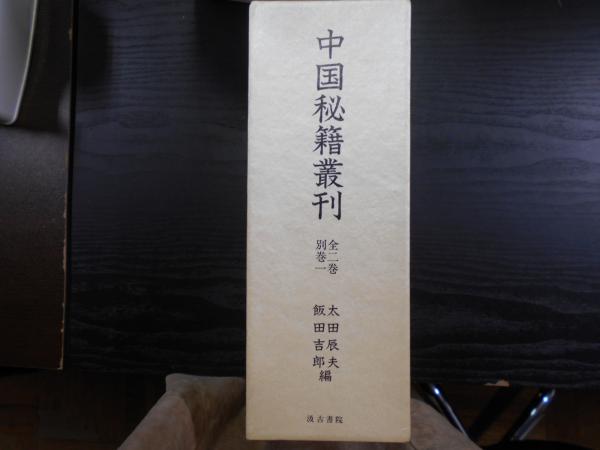 中国秘籍叢刊
全二巻
別巻一
太田辰夫
飯田吉郎編
汲古書院